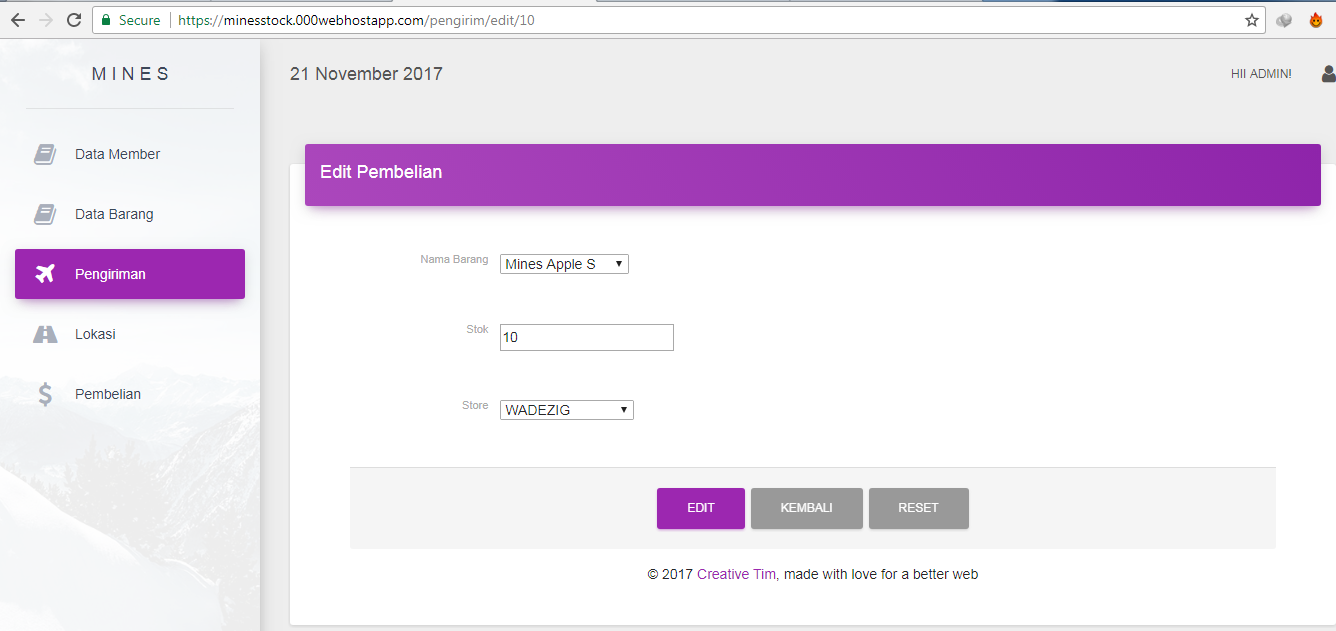 Secure
https://minesstock.000webhostapp.com/pengirim/edit/10
MINES
21 November 2017
HII ADMIN!
Data Member
Data Barang
Pengiriman
Lokasi
Pembelian
Edit Pembelian
Nama Barang
Mines Apple S
Stok
10
Store
WADEZIG
EDIT
KEMBALI
RESET
© 2017 Creative Tim, made with love for a better web